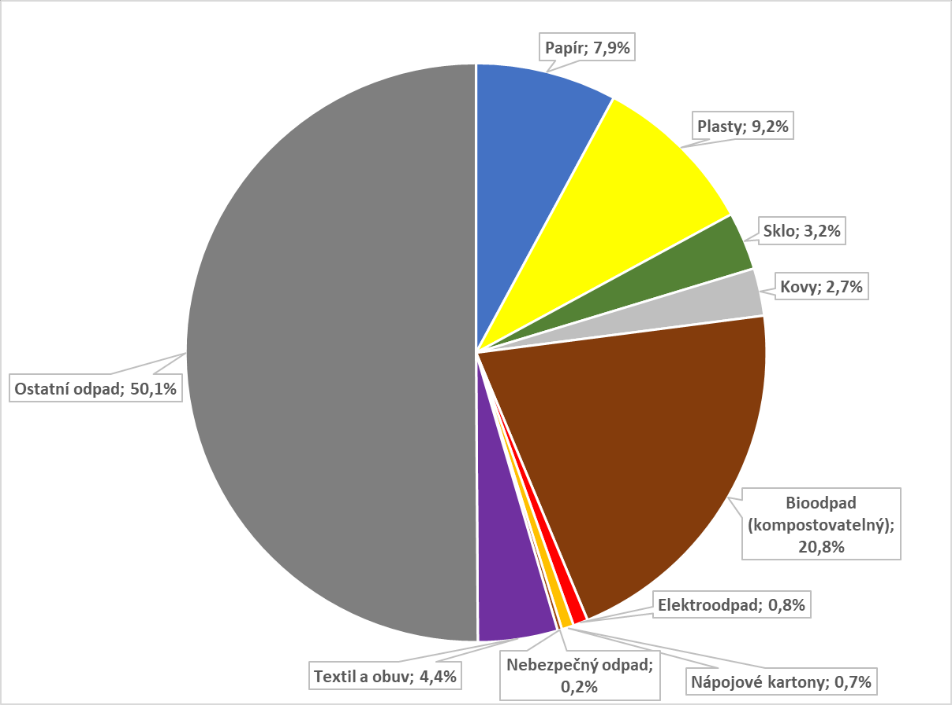 Papír; 7,9%
Plasty; 9,2%
Sklo; 3,2%
Kovy; 2,7%
Ostatní odpad; 50,1%
Bioodpad
(kompostovatelný);
20,8%
Elektroodpad; 0,8%
Nebezpečný odpad;
0,2%
Textil a obuv; 4,4%
Nápojové kartony; 0,7%